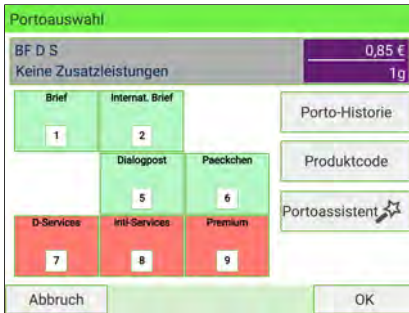 Portoauswahl
BF D S
0,85 €
Keine Zusatzleistungen
1g
Brief
Internat. Brief
1
2
Porto-Historie
Dialogpost
Paeckchen
5
6
Produktcode
D-Services
Intl-Services
Premium
7
8
9
Portoassistent
Abbruch
OK